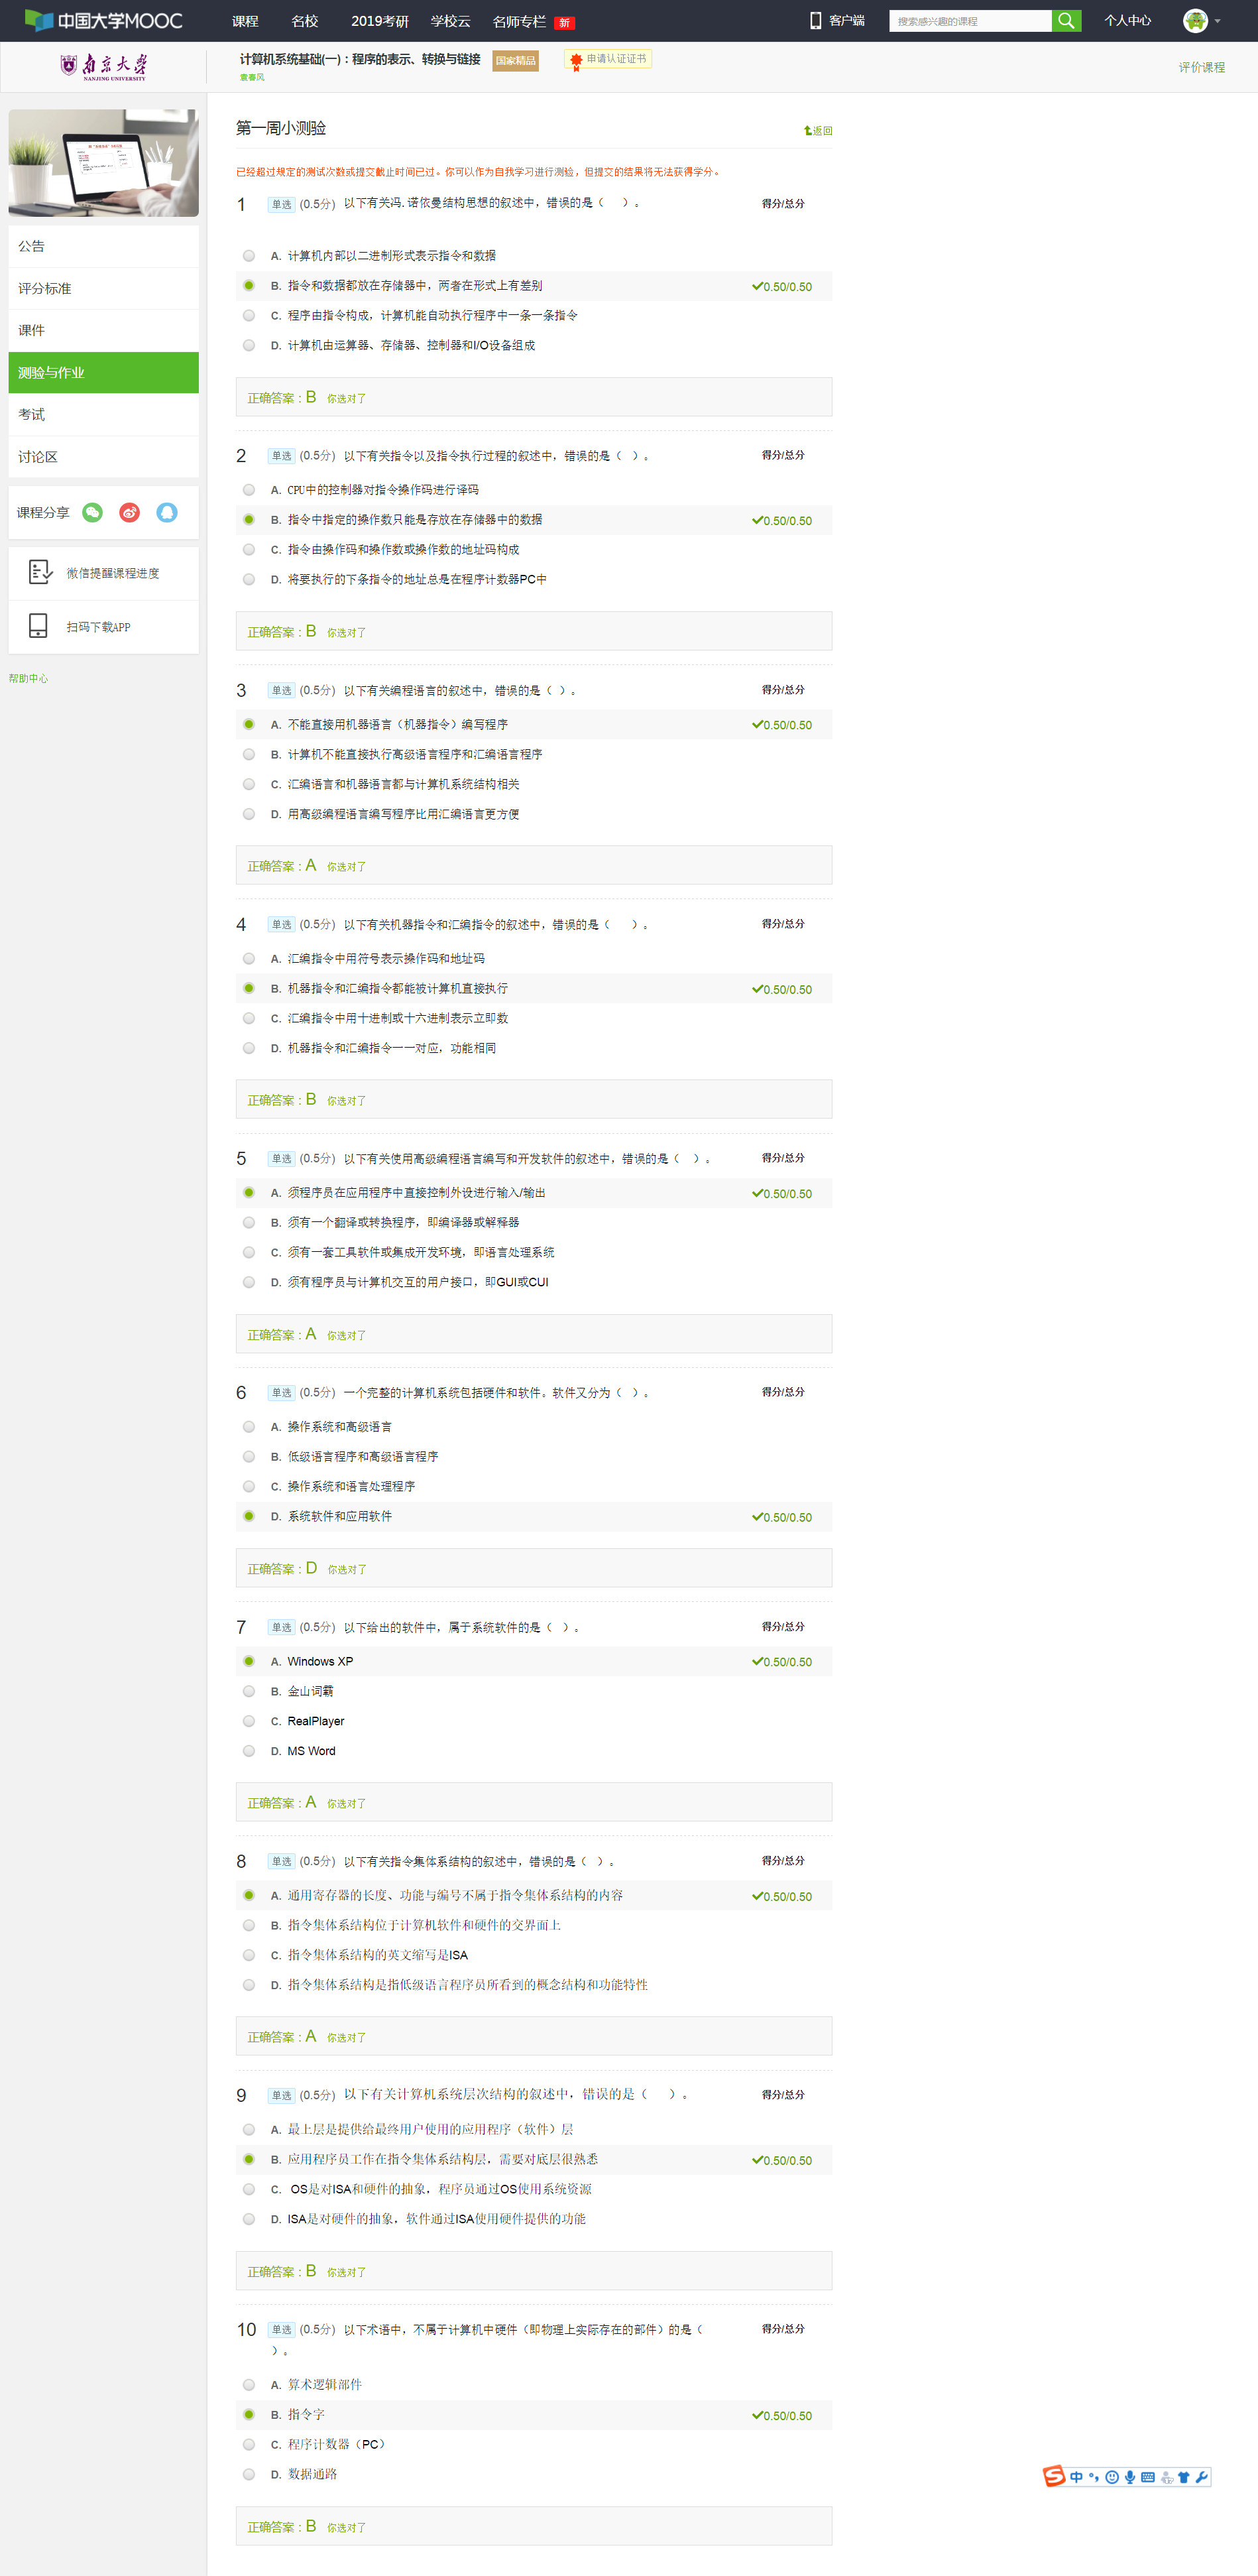 中国大学MOOC 课程 名校 2019考研 学校云 名师专栏 新 客户端 搜索感兴趣的课程 个人中心
南京大学 NANJING UNIVERSITY 计算机系统基础(一)：程序的表示、转换与链接 国家精品 申请认证证书
袁春风
评价课程
公告
评分标准
课件
测验与作业
考试
讨论区
课程分享
微信提醒课程进度
扫码下载APP
帮助中心
第一周小测验 返回
已经超过规定的测试次数或提交截止时间已过。你可以作为自我学习进行测验，但提交的结果将无法获得学分。
1 单选 (0.5分) 以下有关冯.诺依曼结构思想的叙述中，错误的是（ ）。 得分/总分
A. 计算机内部以二进制形式表示指令和数据
B. 指令和数据都放在存储器中，两者在形式上有差别 0.50/0.50
C. 程序由指令构成，计算机能自动执行程序中一条一条指令
D. 计算机由运算器、存储器、控制器和I/O设备组成
正确答案：B 你选对了
2 单选 (0.5分) 以下有关指令以及指令执行过程的叙述中，错误的是（ ）。 得分/总分
A. CPU中的控制器对指令操作码进行译码
B. 指令中指定的操作数只能是存放在存储器中的数据 0.50/0.50
C. 指令由操作码和操作数或操作数的地址码构成
D. 将要执行的下条指令的地址总是在程序计数器PC中
正确答案：B 你选对了
3 单选 (0.5分) 以下有关编程语言的叙述中，错误的是（ ）。 得分/总分
A. 不能直接用机器语言（机器指令）编写程序 0.50/0.50
B. 计算机不能直接执行高级语言程序和汇编语言程序
C. 汇编语言和机器语言都与计算机系统结构相关
D. 用高级编程语言编写程序比用汇编语言更方便
正确答案：A 你选对了
4 单选 (0.5分) 以下有关机器指令和汇编指令的叙述中，错误的是（ ）。 得分/总分
A. 汇编指令中用符号表示操作码和地址码
B. 机器指令和汇编指令都能被计算机直接执行 0.50/0.50
C. 汇编指令中用十进制或十六进制表示立即数
D. 机器指令和汇编指令一一对应，功能相同
正确答案：B 你选对了
5 单选 (0.5分) 以下有关使用高级编程语言编写和开发软件的叙述中，错误的是（ ）。 得分/总分
A. 须程序员在应用程序中直接控制外设进行输入/输出 0.50/0.50
B. 须有一个翻译或转换程序，即编译器或解释器
C. 须有一套工具软件或集成开发环境，即语言处理系统
D. 须有程序员与计算机交互的用户接口，即GUI或CUI
正确答案：A 你选对了
6 单选 (0.5分) 一个完整的计算机系统包括硬件和软件。软件又分为（ ）。 得分/总分
A. 操作系统和高级语言
B. 低级语言程序和高级语言程序
C. 操作系统和语言处理程序
D. 系统软件和应用软件 0.50/0.50
正确答案：D 你选对了
7 单选 (0.5分) 以下给出的软件中，属于系统软件的是（ ）。 得分/总分
A. Windows XP 0.50/0.50
B. 金山词霸
C. RealPlayer
D. MS Word
正确答案：A 你选对了
8 单选 (0.5分) 以下有关指令集体系结构的叙述中，错误的是（ ）。 得分/总分
A. 通用寄存器的长度、功能与编号不属于指令集体系结构的内容 0.50/0.50
B. 指令集体系结构位于计算机软件和硬件的交界面上
C. 指令集体系结构的英文缩写是ISA
D. 指令集体系结构是指低级语言程序员所看到的概念结构和功能特性
正确答案：A 你选对了
9 单选 (0.5分) 以下有关计算机系统层次结构的叙述中，错误的是（ ）。 得分/总分
A. 最上层是提供给最终用户使用的应用程序（软件）层
B. 应用程序员工作在指令集体系结构层，需要对底层很熟悉 0.50/0.50
C. OS是对ISA和硬件的抽象，程序员通过OS使用系统资源
D. ISA是对硬件的抽象，软件通过ISA使用硬件提供的功能
正确答案：B 你选对了
10 单选 (0.5分) 以下术语中，不属于计算机中硬件（即物理上实际存在的部件）的是（ 得分/总分
）。
A. 算术逻辑部件
B. 指令字 0.50/0.50
C. 程序计数器（PC）
D. 数据通路
S 中
正确答案：B 你选对了